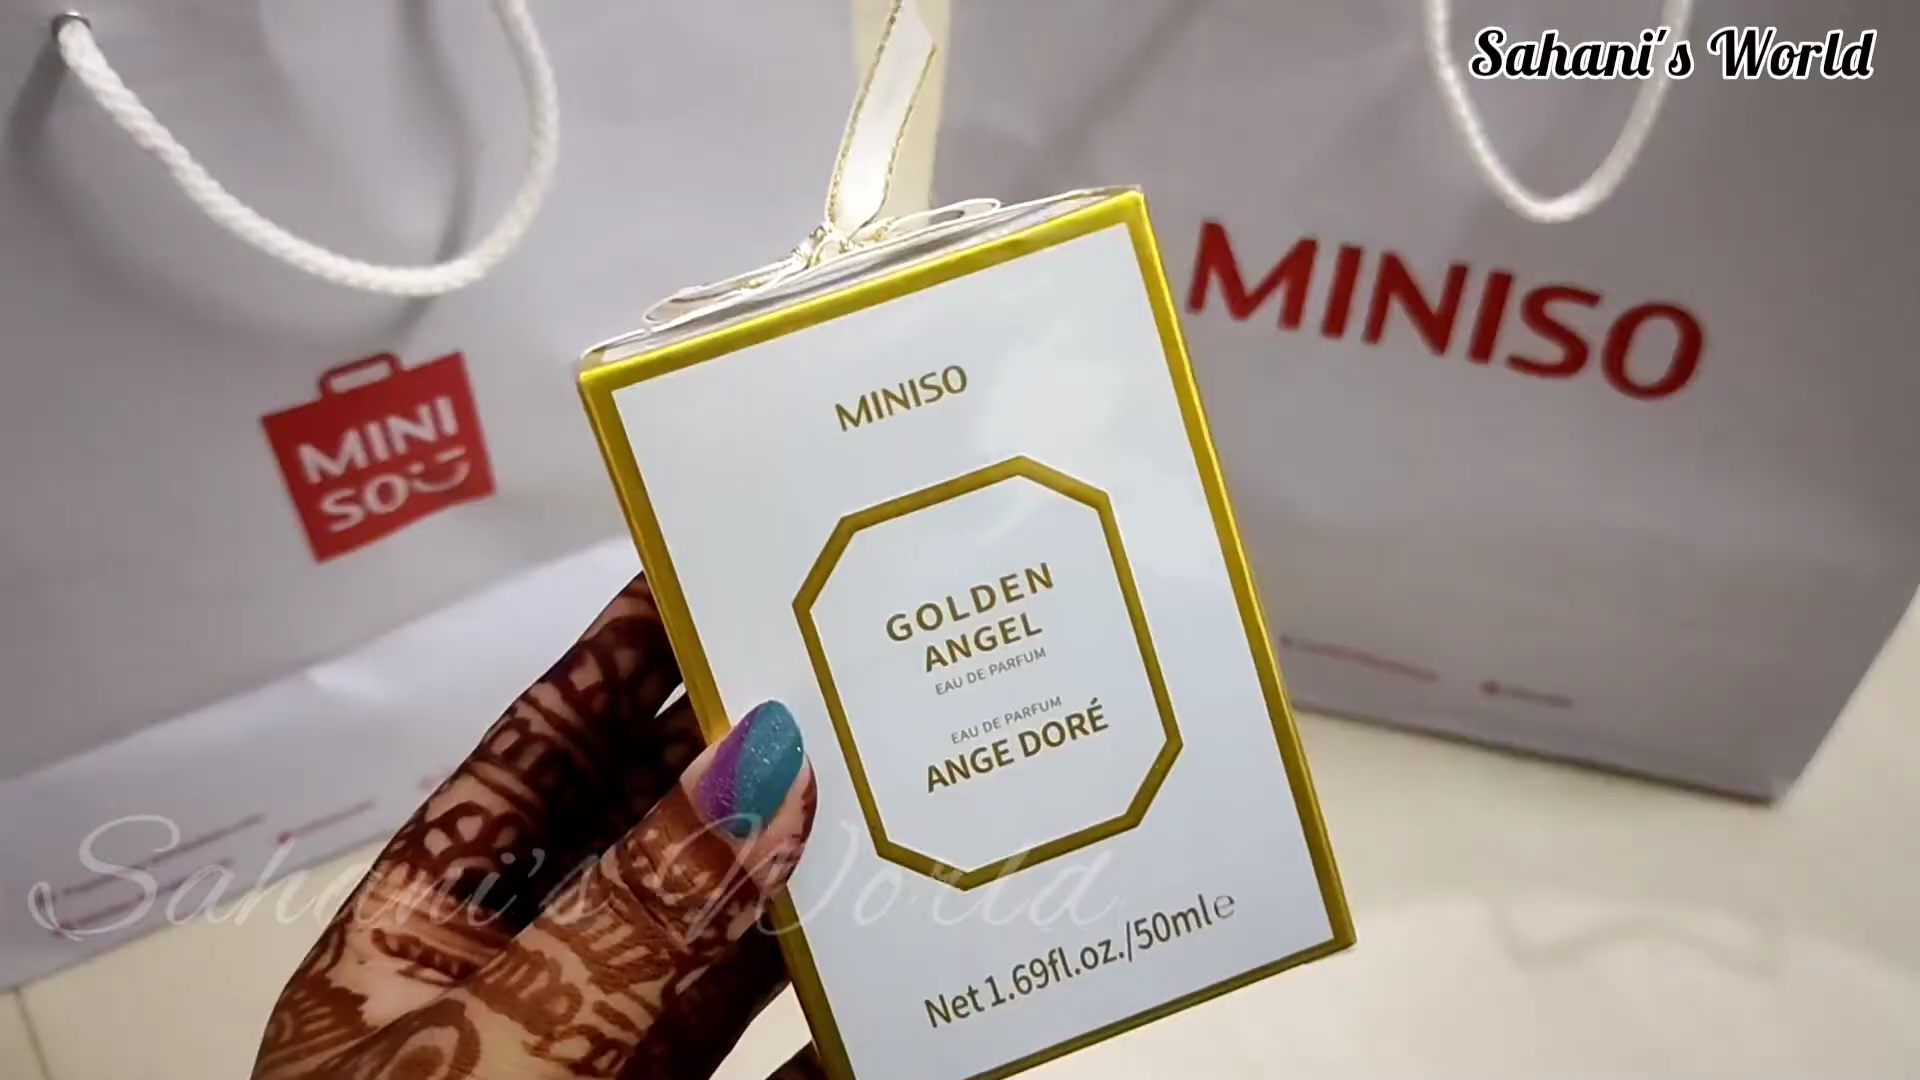 Sahani's World
MINISO
MINI
SO
MINISO
GOLDEN
ANGEL
EAU DE PARFUM
EAU DE PARFUM
ANGE DORÉ
Sahani's World
Net 1.69fl.oz./50ml℮